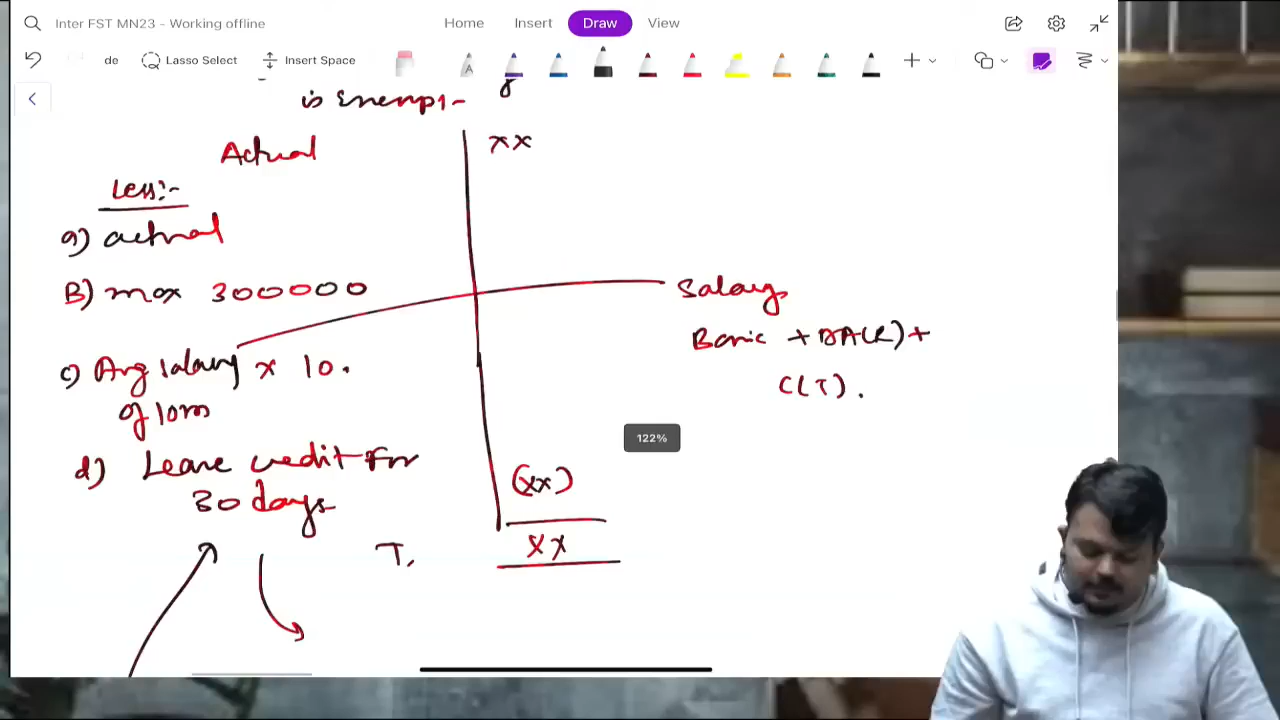 Inter FST MN23 - Working offline
Home Insert Draw View
de Lasso Select Insert Space
is
Actual xx
Less:-
a) actual
B) max 300000
Salary
Basic + DA(R) +
C(T).
c) Avg salary x 10.
of 10m
122%
d) Leave credit for
30 days
(xx)
T, xx